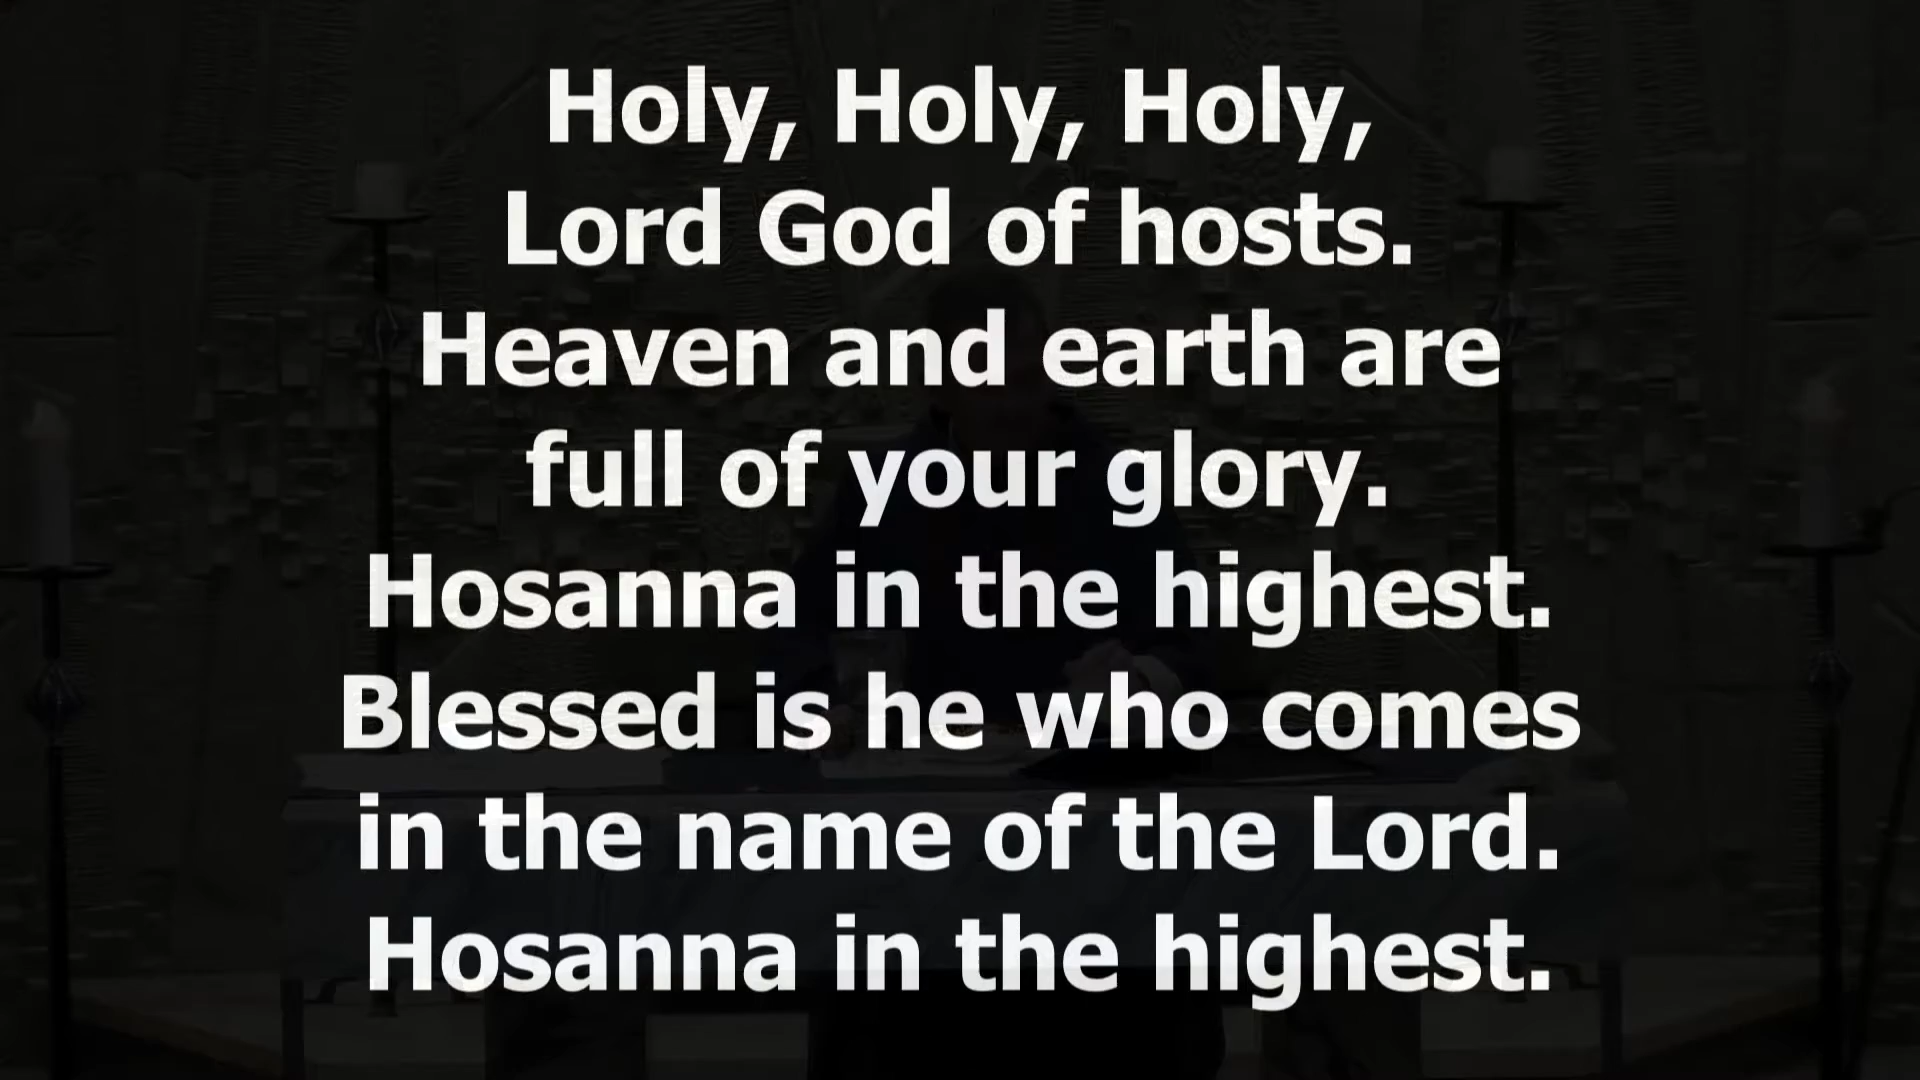 Holy, Holy, Holy,
Lord God of hosts.
Heaven and earth are
full of your glory.
Hosanna in the highest.
Blessed is he who comes
in the name of the Lord.
Hosanna in the highest.